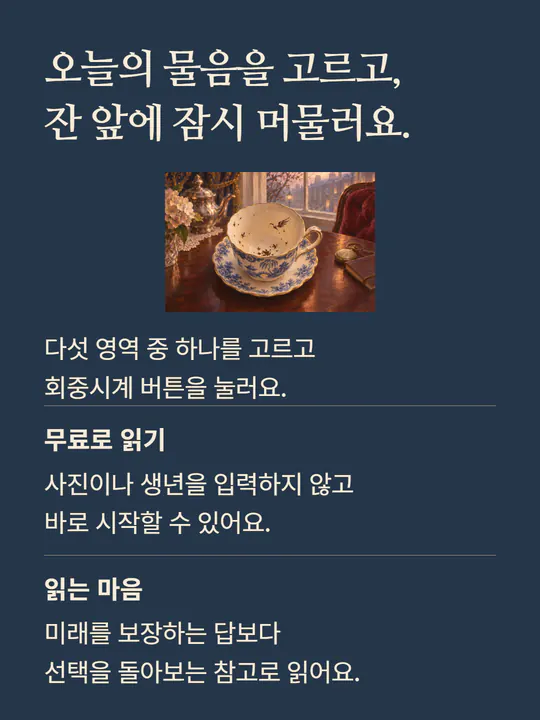 오늘의 물음을 고르고,
잔 앞에 잠시 머물러요.
다섯 영역 중 하나를 고르고
회중시계 버튼을 눌러요.
무료로 읽기
사진이나 생년을 입력하지 않고
바로 시작할 수 있어요.
읽는 마음
미래를 보장하는 답보다
선택을 돌아보는 참고로 읽어요.